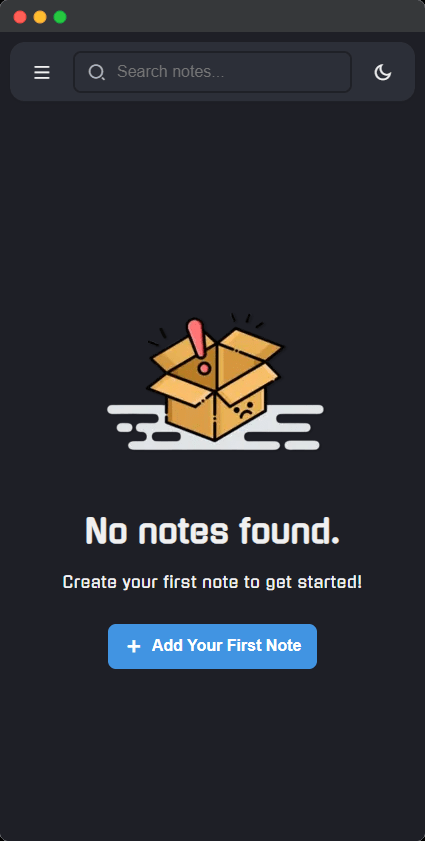 Search notes...
No notes found.
Create your first note to get started!
Add Your First Note